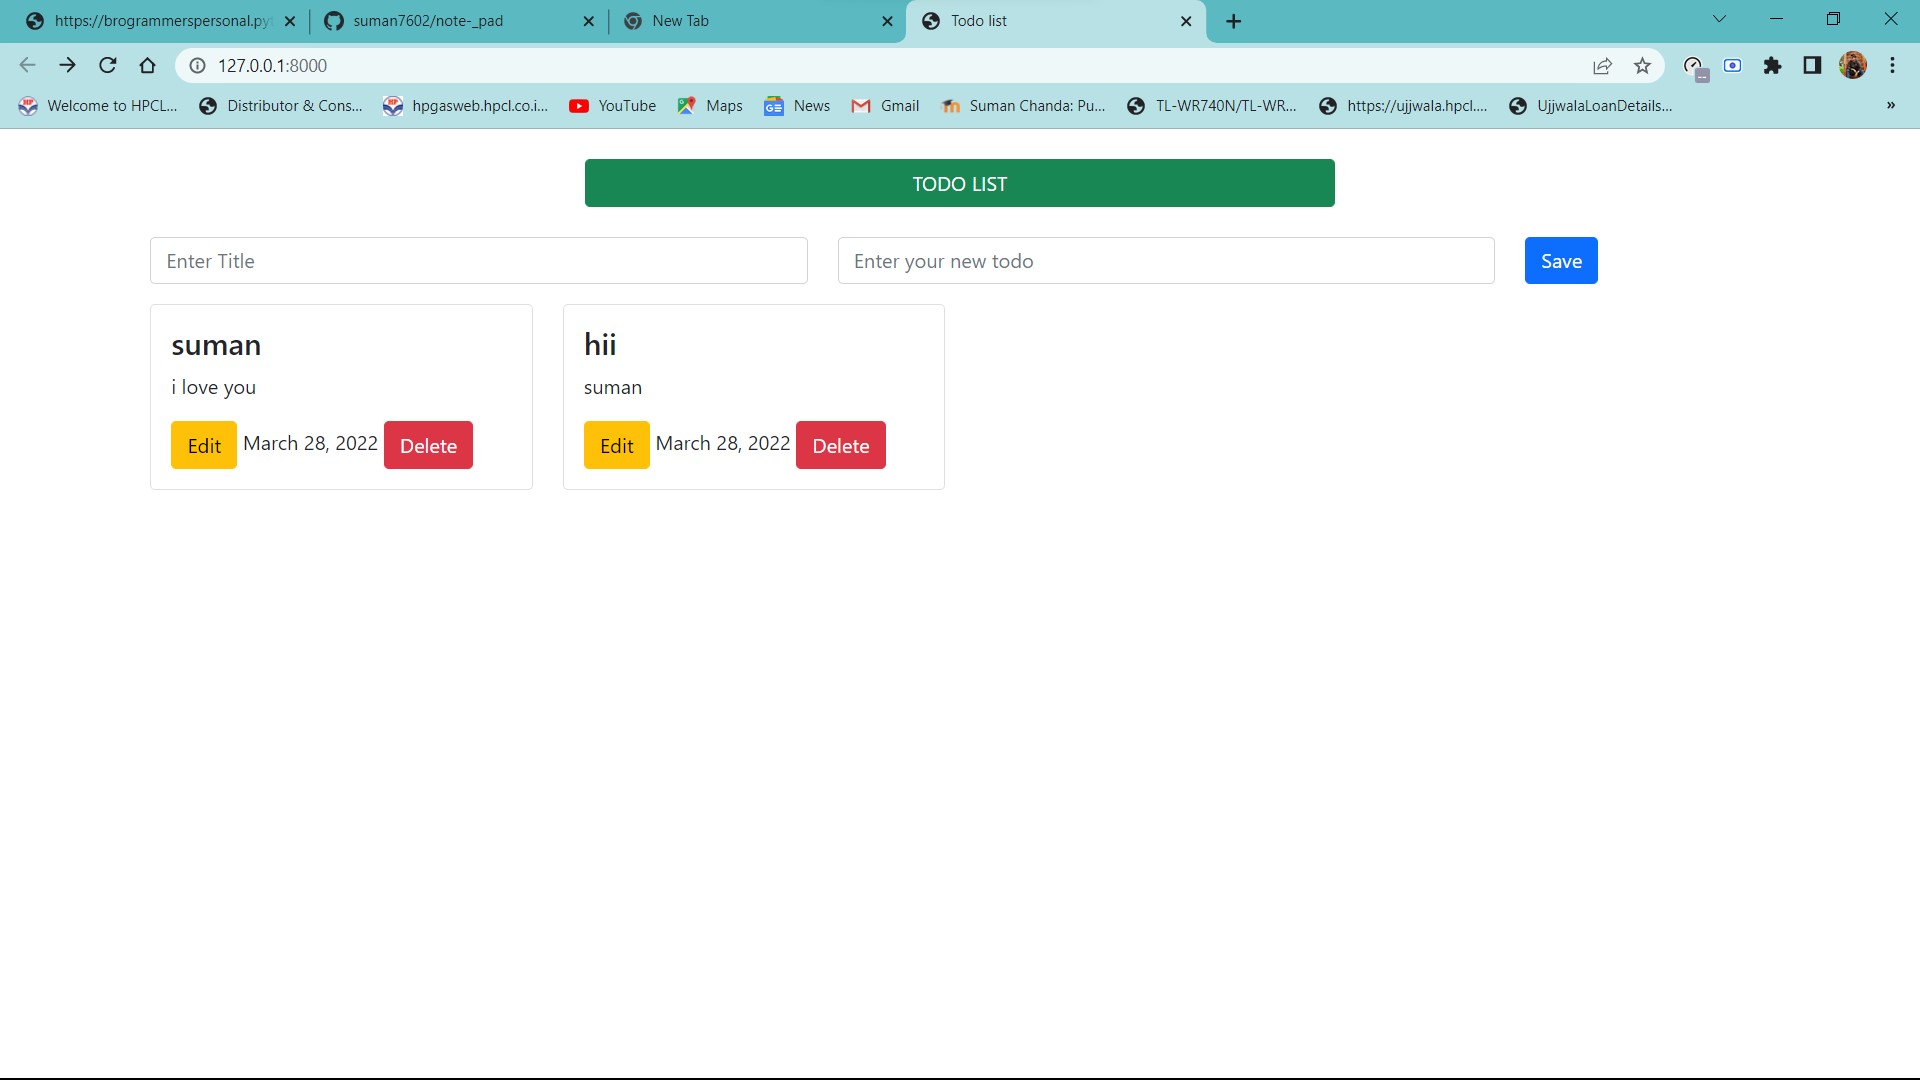 https://brogrammerspersonal.pyt
suman7602/note-_pad
New Tab
Todo list
127.0.0.1:8000
Welcome to HPCL...
Distributor & Cons...
hpgasweb.hpcl.co.i...
YouTube
Maps
News
Gmail
Suman Chanda: Pu...
TL-WR740N/TL-WR...
https://ujjwala.hpcl....
UjjwalaLoanDetails...
»
TODO LIST
Enter Title
Enter your new todo
Save
suman
i love you
Edit March 28, 2022 Delete
hii
suman
Edit March 28, 2022 Delete